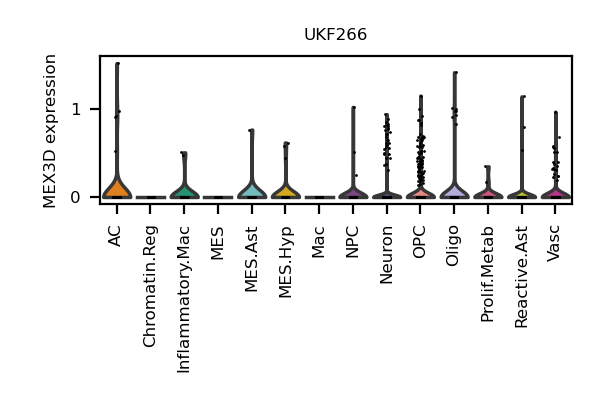 UKF266
MEX3D expression
1
0
AC
Chromatin.Reg
Inflammatory.Mac
MES
MES.Ast
MES.Hyp
Mac
NPC
Neuron
OPC
Oligo
Prolif.Metab
Reactive.Ast
Vasc